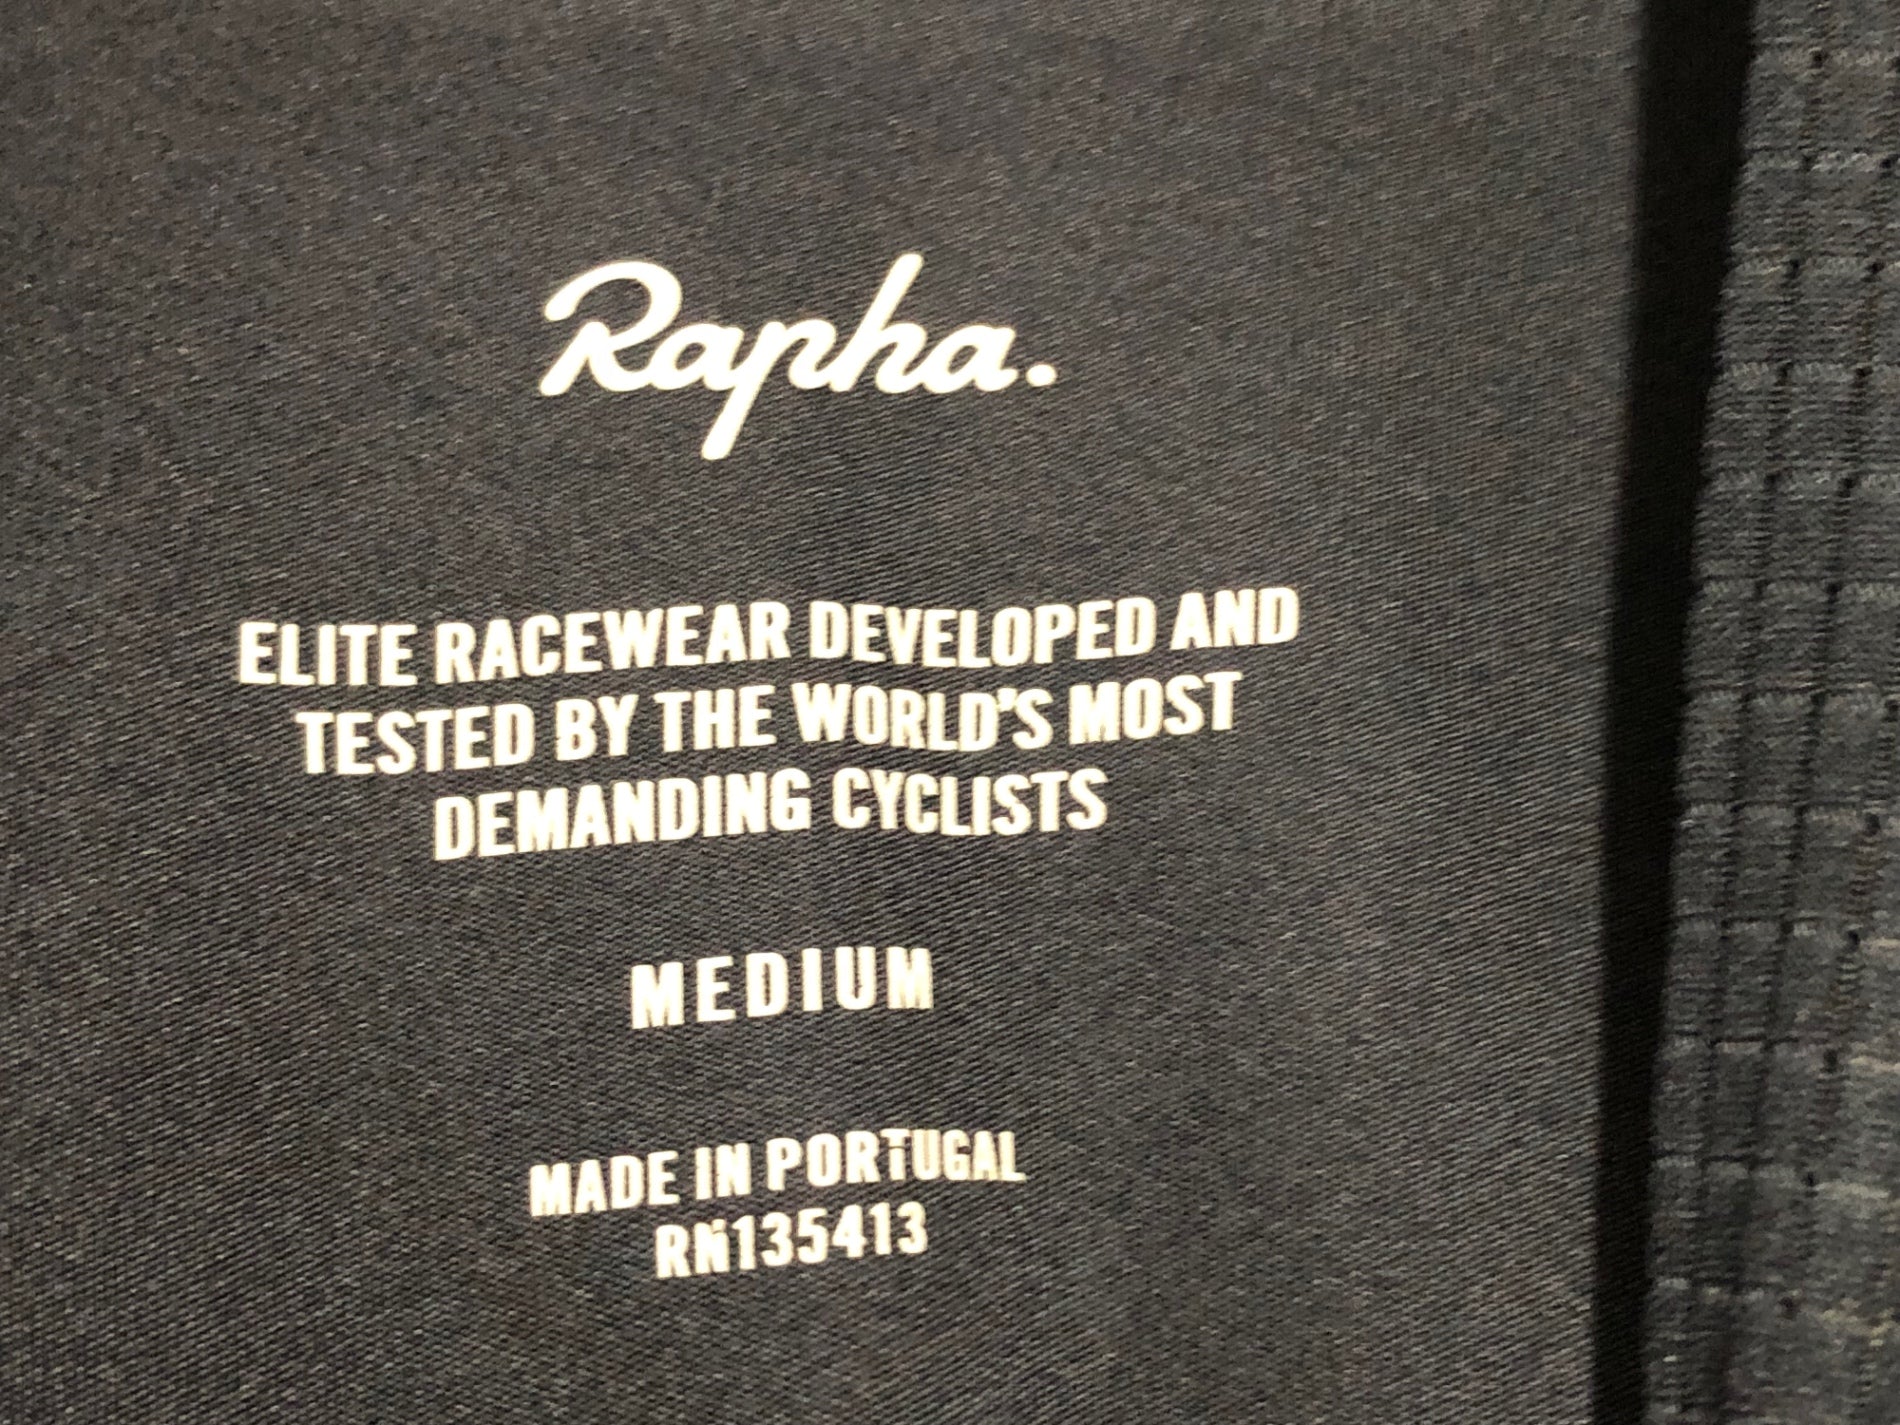 Rapha.
ELITE RACEWEAR DEVELOPED AND
TESTED BY THE WORLD'S MOST
DEMANDING CYCLISTS
MEDIUM
MADE IN PORTUGAL
RN135413